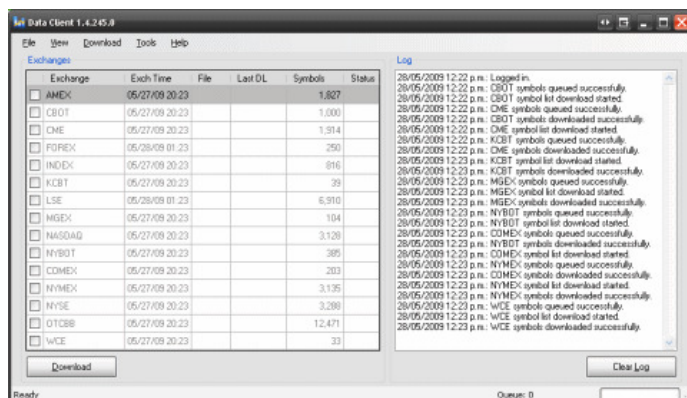 Data Client 1.4.245.0
File View Download Tools Help
Exchanges
Exchange Exch Time File Last DL Symbols Status
AMEX 05/27/09 20:23 1,827
CBOT 05/27/09 20:23 1,000
CME 05/27/09 20:23 1,914
FOREX 05/28/09 01:23 250
INDEX 05/27/09 20:23 816
KCBT 05/27/09 20:23 39
LSE 05/28/09 01:23 6,910
MGEX 05/27/09 20:23 104
NASDAQ 05/27/09 20:23 3,128
NYBOT 05/27/09 20:23 385
COMEX 05/27/09 20:23 203
NYMEX 05/27/09 20:23 3,135
NYSE 05/27/09 20:23 3,288
OTCBB 05/27/09 20:23 12,471
WCE 05/27/09 20:23 33
Download
Log
28/05/2009 12:22 p.m.: Logged in.
28/05/2009 12:22 p.m.: CBOT symbols queued successfully.
28/05/2009 12:22 p.m.: CBOT symbol list download started.
28/05/2009 12:22 p.m.: CME symbols queued successfully.
28/05/2009 12:22 p.m.: CBOT symbols downloaded successfully.
28/05/2009 12:22 p.m.: CME symbol list download started.
28/05/2009 12:22 p.m.: KCBT symbols queued successfully.
28/05/2009 12:22 p.m.: CME symbols downloaded successfully.
28/05/2009 12:23 p.m.: KCBT symbol list download started.
28/05/2009 12:23 p.m.: KCBT symbols downloaded successfully.
28/05/2009 12:23 p.m.: MGEX symbols queued successfully.
28/05/2009 12:23 p.m.: MGEX symbol list download started.
28/05/2009 12:23 p.m.: MGEX symbols downloaded successfully.
28/05/2009 12:23 p.m.: NYBOT symbols queued successfully.
28/05/2009 12:23 p.m.: NYBOT symbol list download started.
28/05/2009 12:23 p.m.: COMEX symbols queued successfully.
28/05/2009 12:23 p.m.: NYBOT symbols downloaded successfully.
28/05/2009 12:23 p.m.: COMEX symbol list download started.
28/05/2009 12:23 p.m.: NYMEX symbols queued successfully.
28/05/2009 12:23 p.m.: COMEX symbols downloaded successfully.
28/05/2009 12:23 p.m.: NYMEX symbol list download started.
28/05/2009 12:23 p.m.: NYMEX symbols downloaded successfully.
28/05/2009 12:23 p.m.: WCE symbols queued successfully.
28/05/2009 12:23 p.m.: WCE symbol list download started.
28/05/2009 12:23 p.m.: WCE symbols downloaded successfully.
Clear Log
Ready Queue: 0